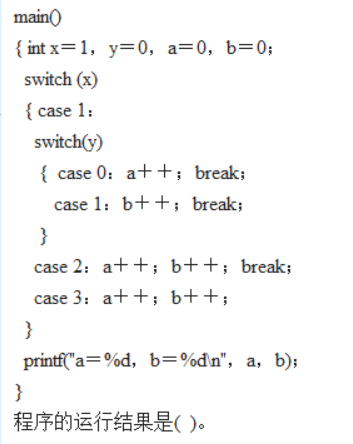 main()
{ int x＝1，y＝0，a＝0，b＝0；
switch (x)
{ case 1：
switch(y)
{ case 0：a＋＋；break；
case 1：b＋＋；break；
}
case 2：a＋＋；b＋＋；break；
case 3：a＋＋；b＋＋；
}
printf("a＝%d，b＝%d\n"，a，b)；
}
程序的运行结果是( )。